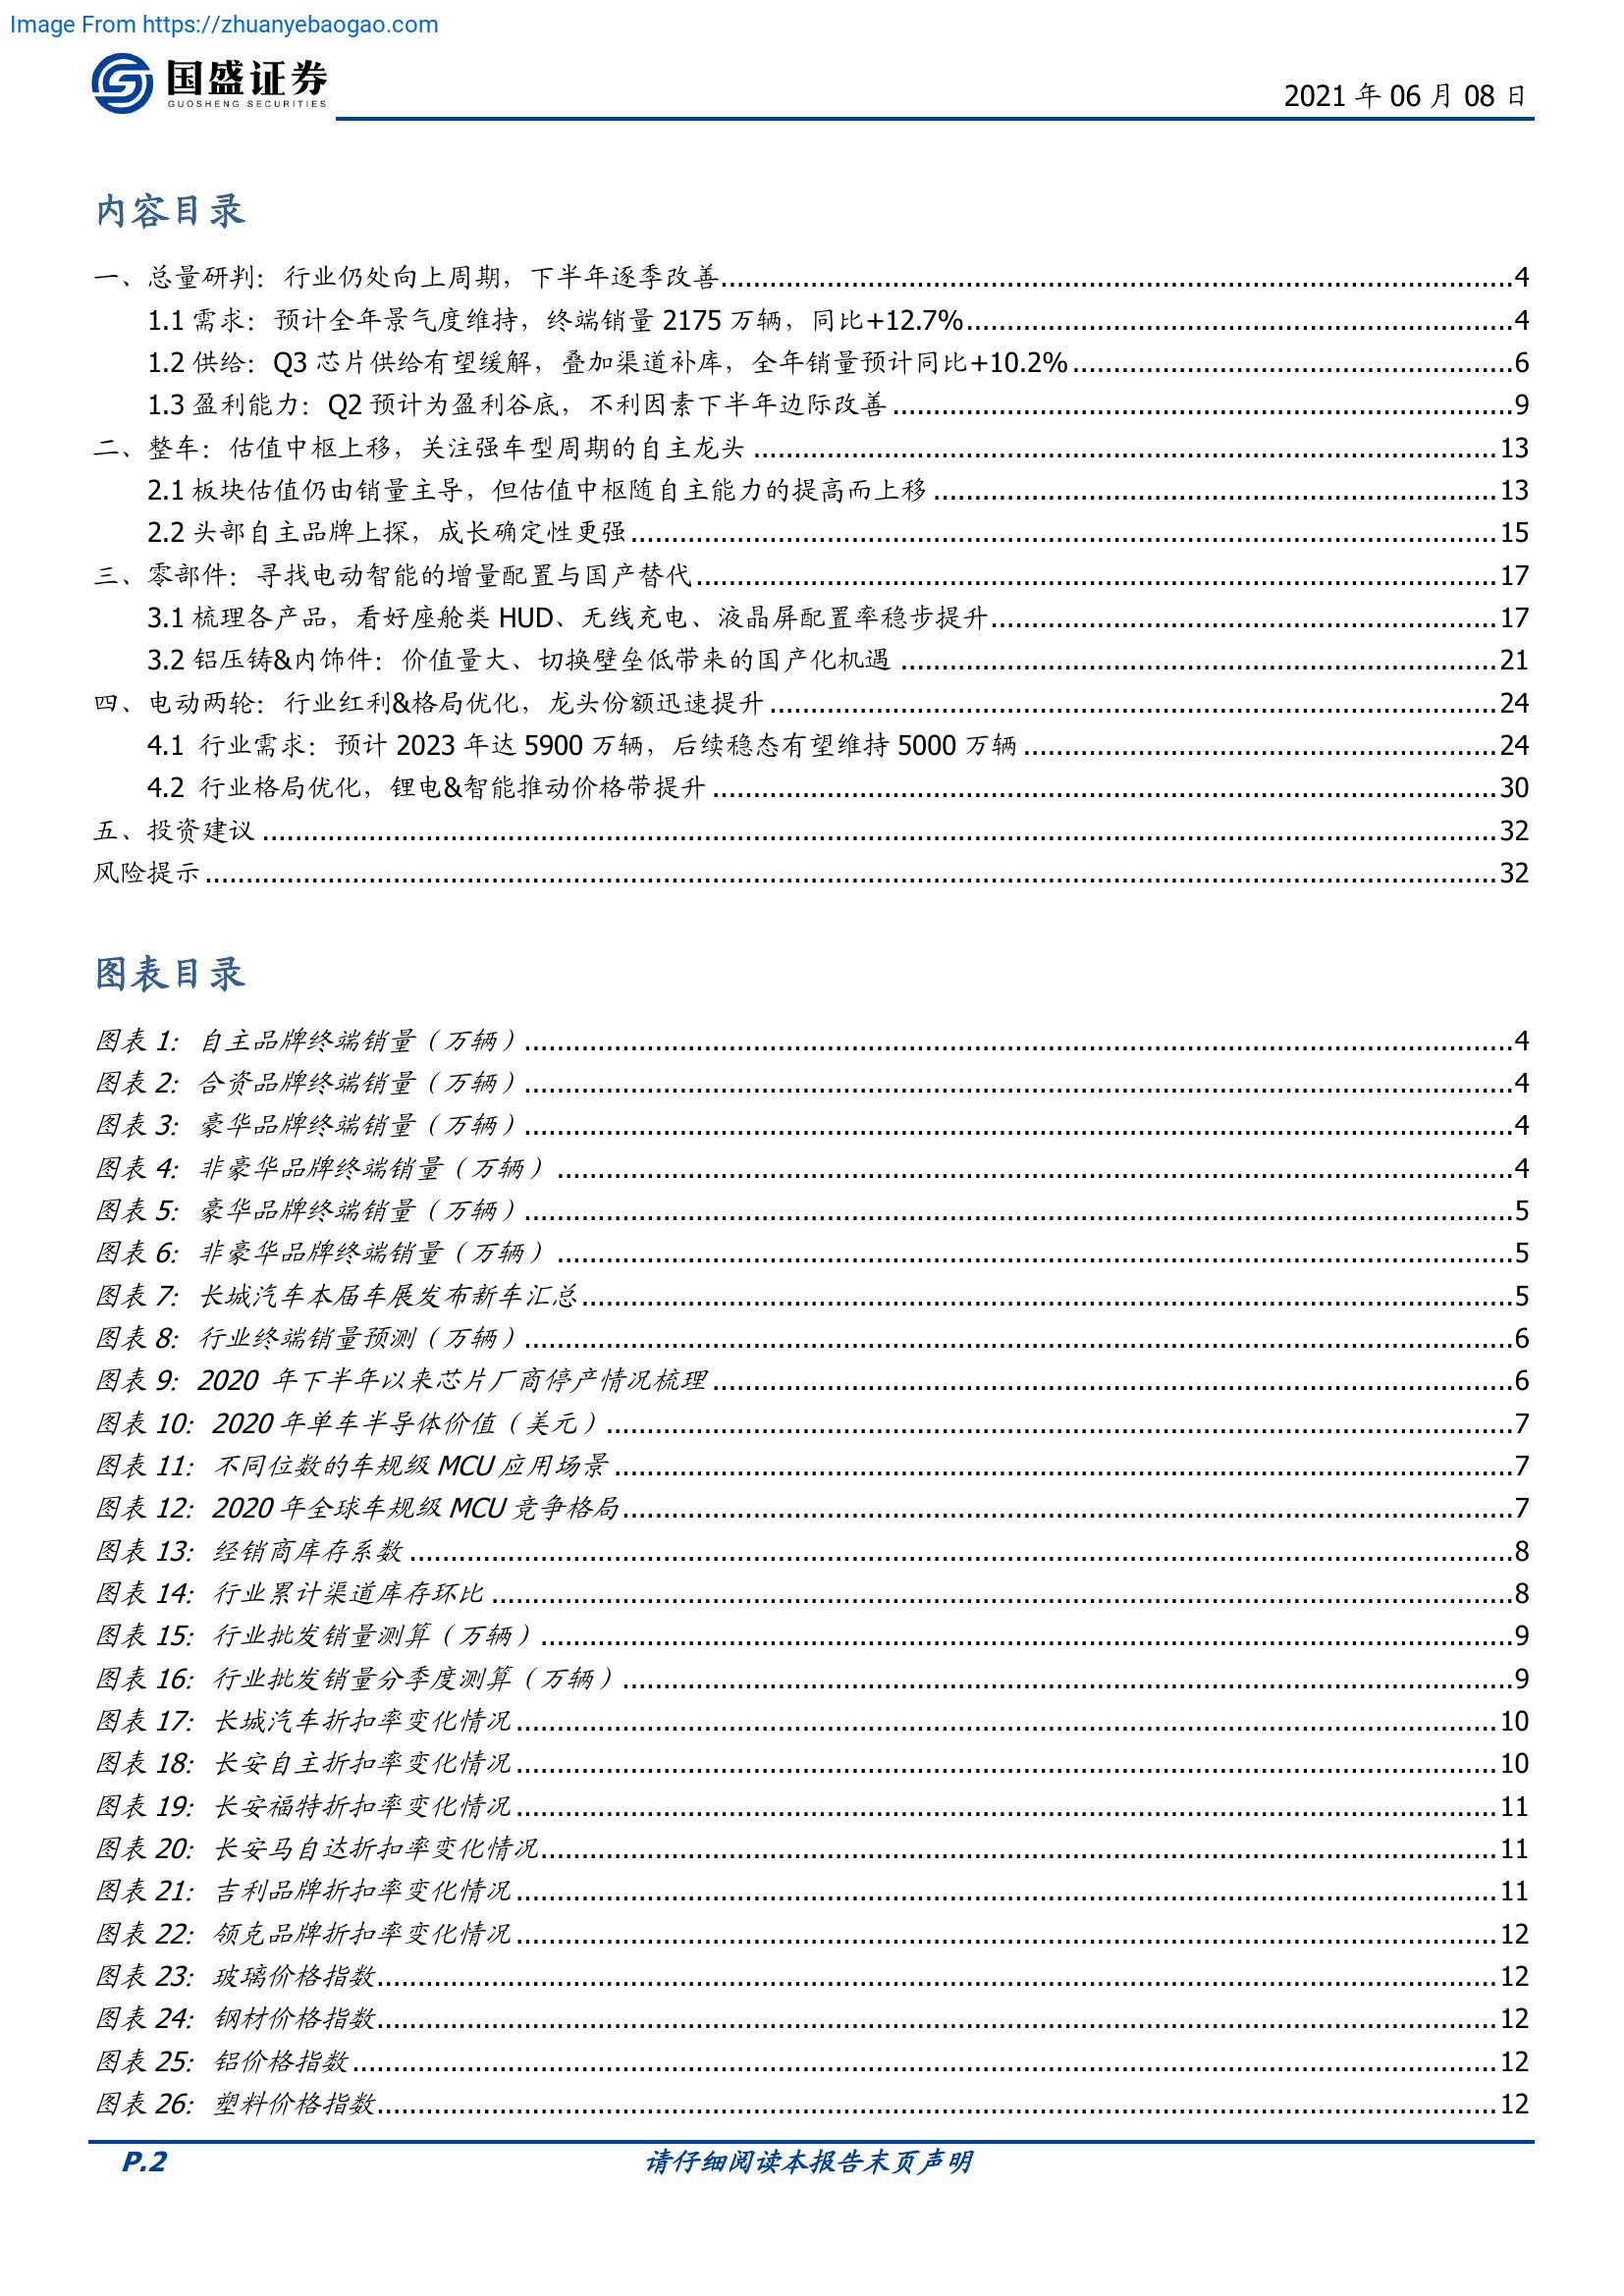 Image From https://zhuanyebaogao.com
国盛证券
GUOSHENG SECURITIES
2021 年 06 月 08 日
内容目录
一、总量研判：行业仍处向上周期，下半年逐季改善........................4
1.1 需求：预计全年景气度维持，终端销量 2175 万辆，同比+12.7%........................4
1.2 供给：Q3 芯片供给有望缓解，叠加渠道补库，全年销量预计同比+10.2%........................6
1.3 盈利能力：Q2 预计为盈利谷底，不利因素下半年边际改善........................9
二、整车：估值中枢上移，关注强车型周期的自主龙头........................13
2.1 板块估值仍由销量主导，但估值中枢随自主能力的提高而上移........................13
2.2 头部自主品牌上探，成长确定性更强........................15
三、零部件：寻找电动智能的增量配置与国产替代........................17
3.1 梳理各产品，看好座舱类 HUD、无线充电、液晶屏配置率稳步提升........................17
3.2 铝压铸&内饰件：价值量大、切换壁垒低带来的国产化机遇........................21
四、电动两轮：行业红利&格局优化，龙头份额迅速提升........................24
4.1 行业需求：预计 2023 年达 5900 万辆，后续稳态有望维持 5000 万辆........................24
4.2 行业格局优化，锂电&智能推动价格带提升........................30
五、投资建议........................32
风险提示........................32
图表目录
图表 1：自主品牌终端销量（万辆）........................4
图表 2：合资品牌终端销量（万辆）........................4
图表 3：豪华品牌终端销量（万辆）........................4
图表 4：非豪华品牌终端销量（万辆）........................4
图表 5：豪华品牌终端销量（万辆）........................5
图表 6：非豪华品牌终端销量（万辆）........................5
图表 7：长城汽车本届车展发布新车汇总........................5
图表 8：行业终端销量预测（万辆）........................6
图表 9：2020 年下半年以来芯片厂商停产情况梳理........................6
图表 10：2020 年单车半导体价值（美元）........................7
图表 11：不同位数的车规级 MCU 应用场景........................7
图表 12：2020 年全球车规级 MCU 竞争格局........................7
图表 13：经销商库存系数........................8
图表 14：行业累计渠道库存环比........................8
图表 15：行业批发销量测算（万辆）........................9
图表 16：行业批发销量分季度测算（万辆）........................9
图表 17：长城汽车折扣率变化情况........................10
图表 18：长安自主折扣率变化情况........................10
图表 19：长安福特折扣率变化情况........................11
图表 20：长安马自达折扣率变化情况........................11
图表 21：吉利品牌折扣率变化情况........................11
图表 22：领克品牌折扣率变化情况........................12
图表 23：玻璃价格指数........................12
图表 24：钢材价格指数........................12
图表 25：铝价格指数........................12
图表 26：塑料价格指数........................12
P.2
请仔细阅读本报告末页声明